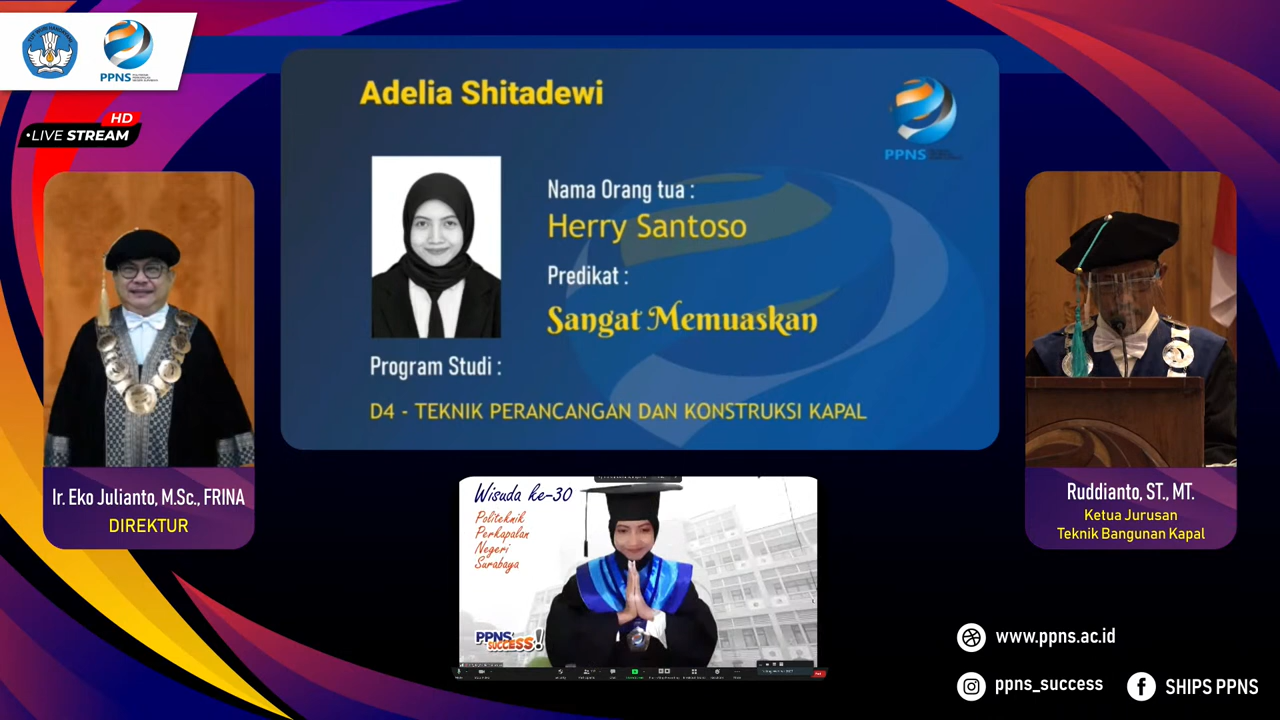 PPNS
HD
•LIVE STREAM
Adelia Shitadewi
PPNS
Nama Orang tua :
Herry Santoso
Predikat :
Sangat Memuaskan
Program Studi :
D4 - TEKNIK PERANCANGAN DAN KONSTRUKSI KAPAL
Ir. Eko Julianto, M.Sc., FRINA
DIREKTUR
Ruddianto, ST., MT.
Ketua Jurusan
Teknik Bangunan Kapal
Wisuda ke-30
Politeknik
Perkapalan
Negeri
Surabaya
PPNS
SUCCESS!
www.ppns.ac.id
ppns_success
SHIPS PPNS